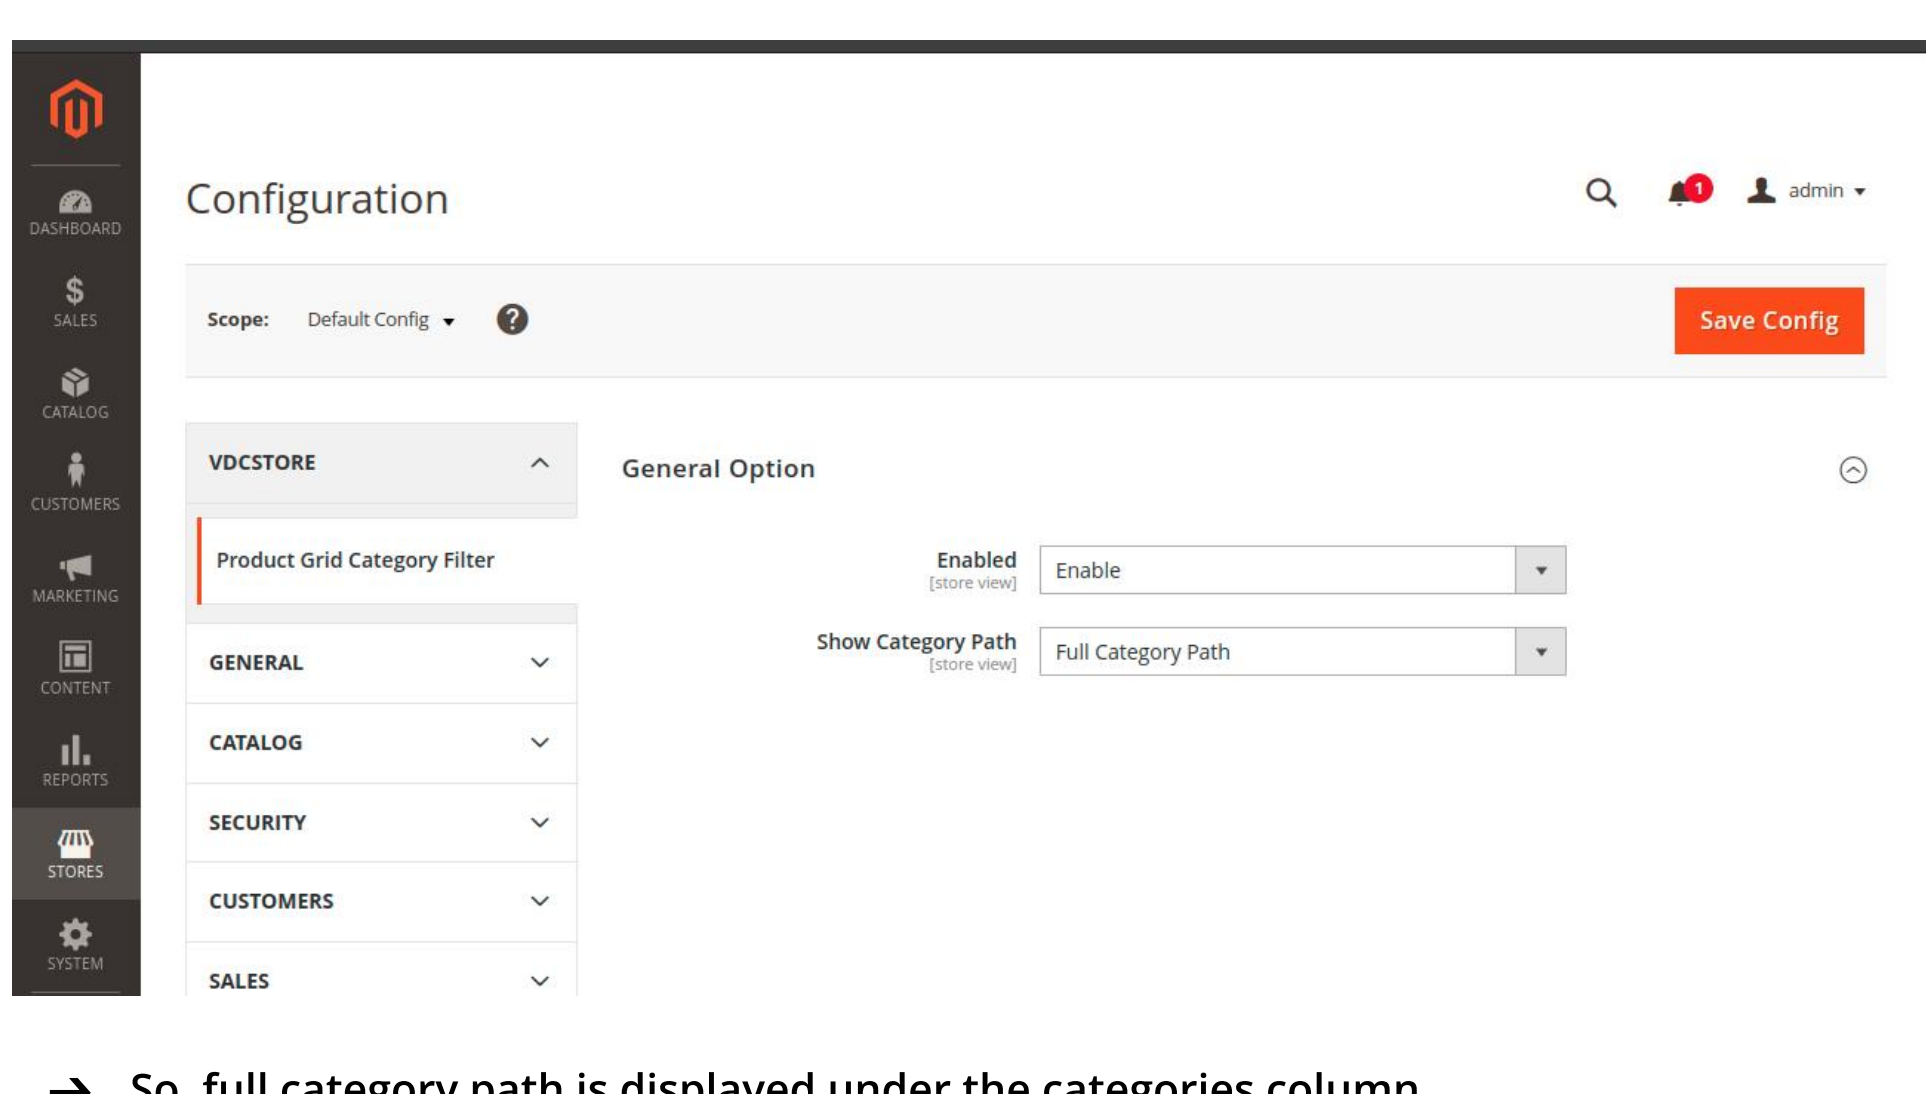 Configuration
1
admin
Scope: Default Config ?
Save Config
DASHBOARD
SALES
CATALOG
CUSTOMERS
MARKETING
CONTENT
REPORTS
STORES
SYSTEM
VDCSTORE
Product Grid Category Filter
GENERAL
CATALOG
SECURITY
CUSTOMERS
SALES
General Option
Enabled Enable
[store view]
Show Category Path Full Category Path
[store view]
→ So, full category path is displayed under the categories column